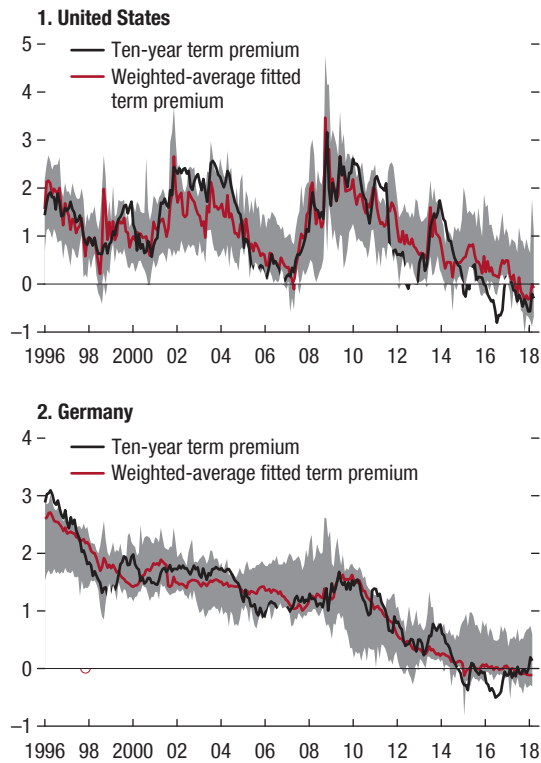 1. United States
5
Ten-year term premium
Weighted-average fitted
term premium
4
3
2
1
0
–1
1996 98 2000 02 04 06 08 10 12 14 16 18
2. Germany
4
Ten-year term premium
Weighted-average fitted term premium
3
2
1
0
–1
1996 98 2000 02 04 06 08 10 12 14 16 18